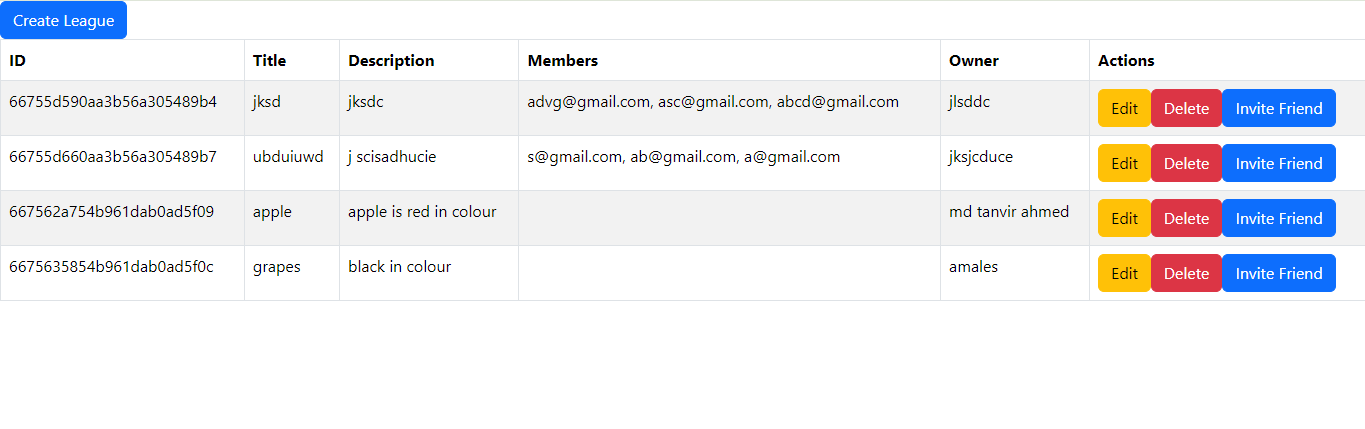 Create League
ID Title Description Members Owner Actions
66755d590aa3b56a305489b4 jksd jksdc advg@gmail.com, asc@gmail.com, abcd@gmail.com jlsddc Edit Delete Invite Friend
66755d660aa3b56a305489b7 ubduiuwd j scisadhucie s@gmail.com, ab@gmail.com, a@gmail.com jksjcduce Edit Delete Invite Friend
667562a754b961dab0ad5f09 apple apple is red in colour md tanvir ahmed Edit Delete Invite Friend
6675635854b961dab0ad5f0c grapes black in colour amales Edit Delete Invite Friend